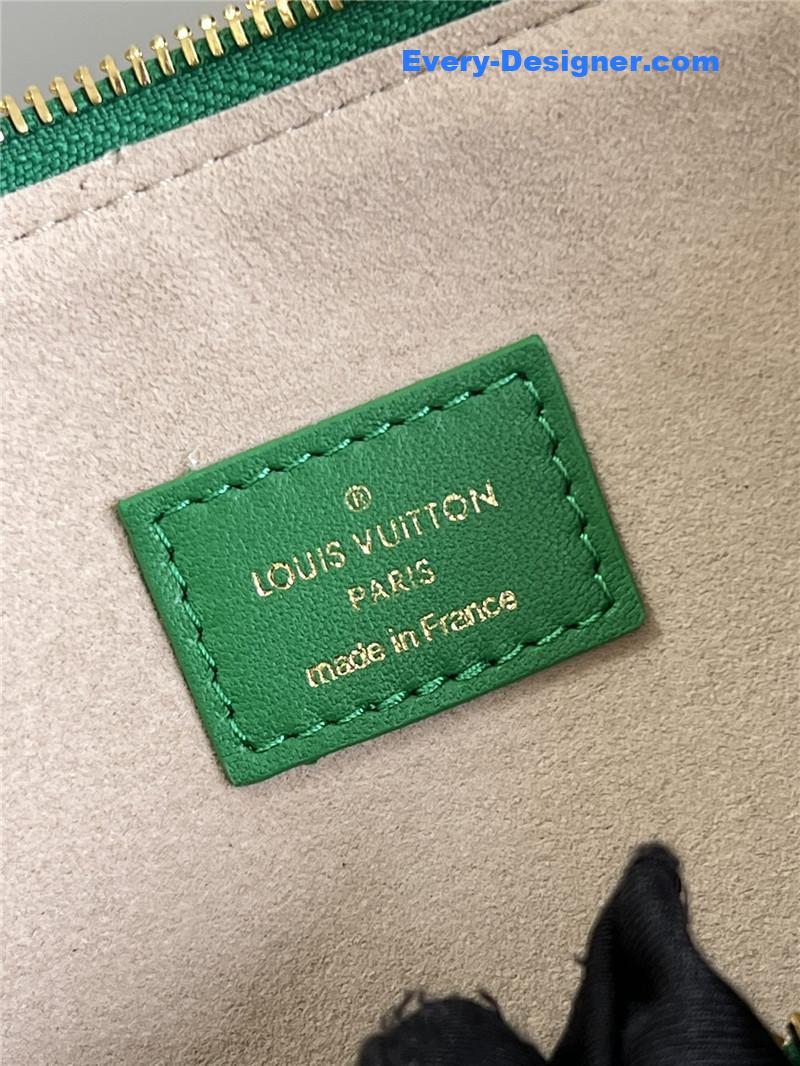 Every-Designer.com
®
LOUIS VUITTON
PARIS
made in France